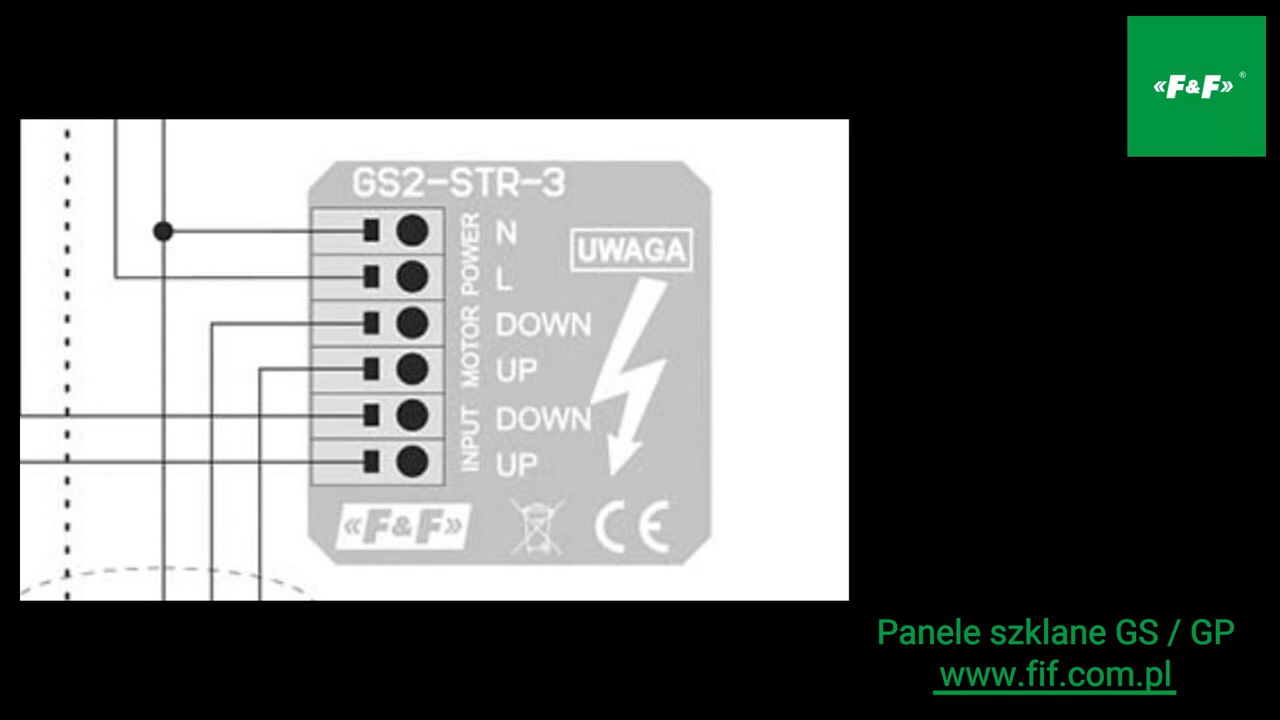 «F&F»®
GS2-STR-3
POWER
N
L
UWAGA
MOTOR
DOWN
UP
INPUT
DOWN
UP
«F&F»
CE
Panele szklane GS / GP
www.fif.com.pl